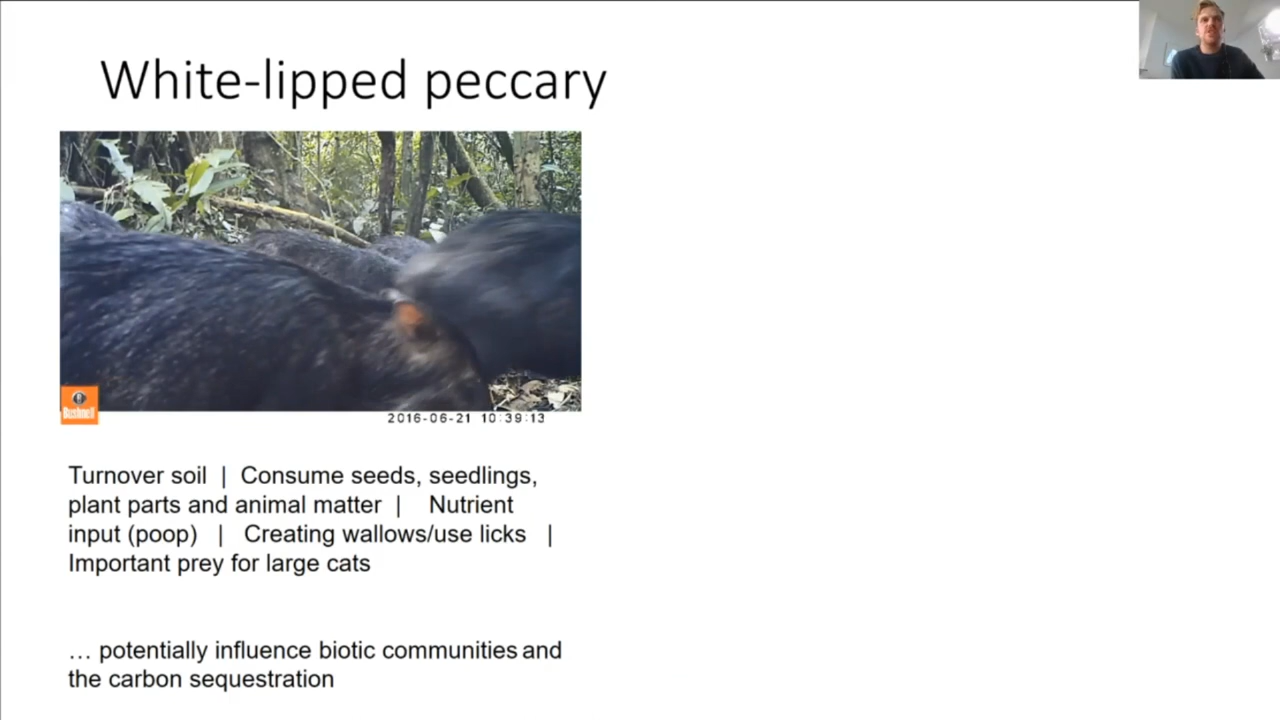 White-lipped peccary
Bushnell
2016-06-21 10:39:13
Turnover soil | Consume seeds, seedlings,
plant parts and animal matter | Nutrient
input (poop) | Creating wallows/use licks |
Important prey for large cats
… potentially influence biotic communities and
the carbon sequestration